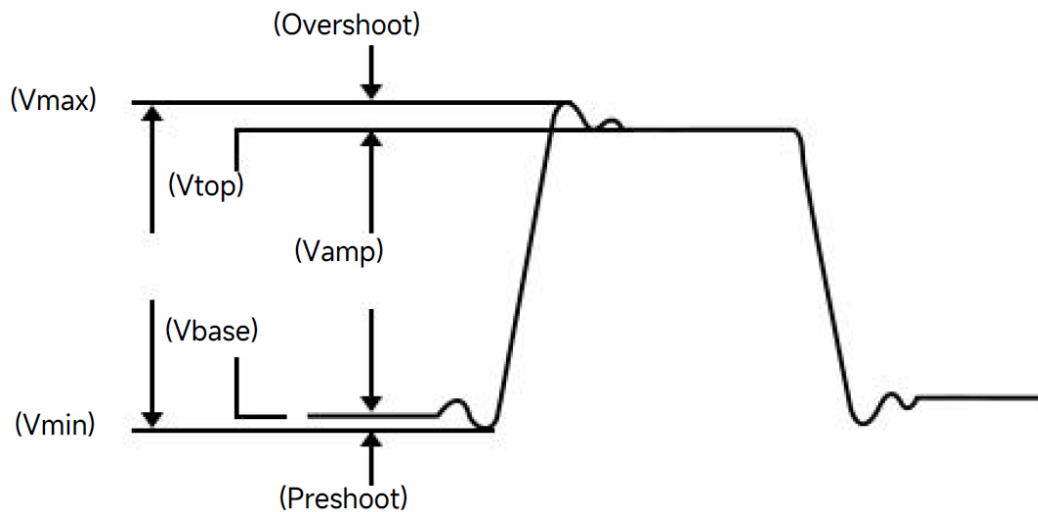 (Overshoot)
(Vmax)
(Vtop)
(Vamp)
(Vbase)
(Vmin)
(Preshoot)